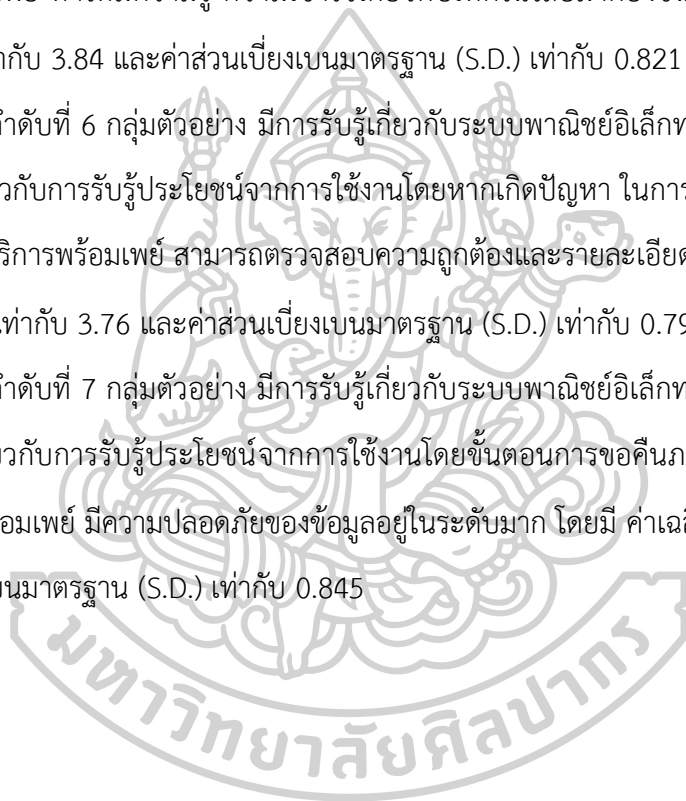 ากับ 3.84 และค่าส่วนเบี่ยงเบนมาตรฐาน (S.D.) เท่ากับ 0.821
ำดับที่ 6 กลุ่มตัวอย่าง มีการรับรู้เกี่ยวกับระบบพาณิชย์อิเล็กท
วกับการรับรู้ประโยชน์จากการใช้งานโดยหากเกิดปัญหา ในการ
ริการพร้อมเพย์ สามารถตรวจสอบความถูกต้องและรายละเอียด
เท่ากับ 3.76 และค่าส่วนเบี่ยงเบนมาตรฐาน (S.D.) เท่ากับ 0.79
ำดับที่ 7 กลุ่มตัวอย่าง มีการรับรู้เกี่ยวกับระบบพาณิชย์อิเล็กท
ยวกับการรับรู้ประโยชน์จากการใช้งานโดยขั้นตอนการขอคืนภ
อมเพย์ มีความปลอดภัยของข้อมูลอยู่ในระดับมาก โดยมี ค่าเฉลี
ยนมาตรฐาน (S.D.) เท่ากับ 0.845
มหาวิทยาลัยศิลปากร